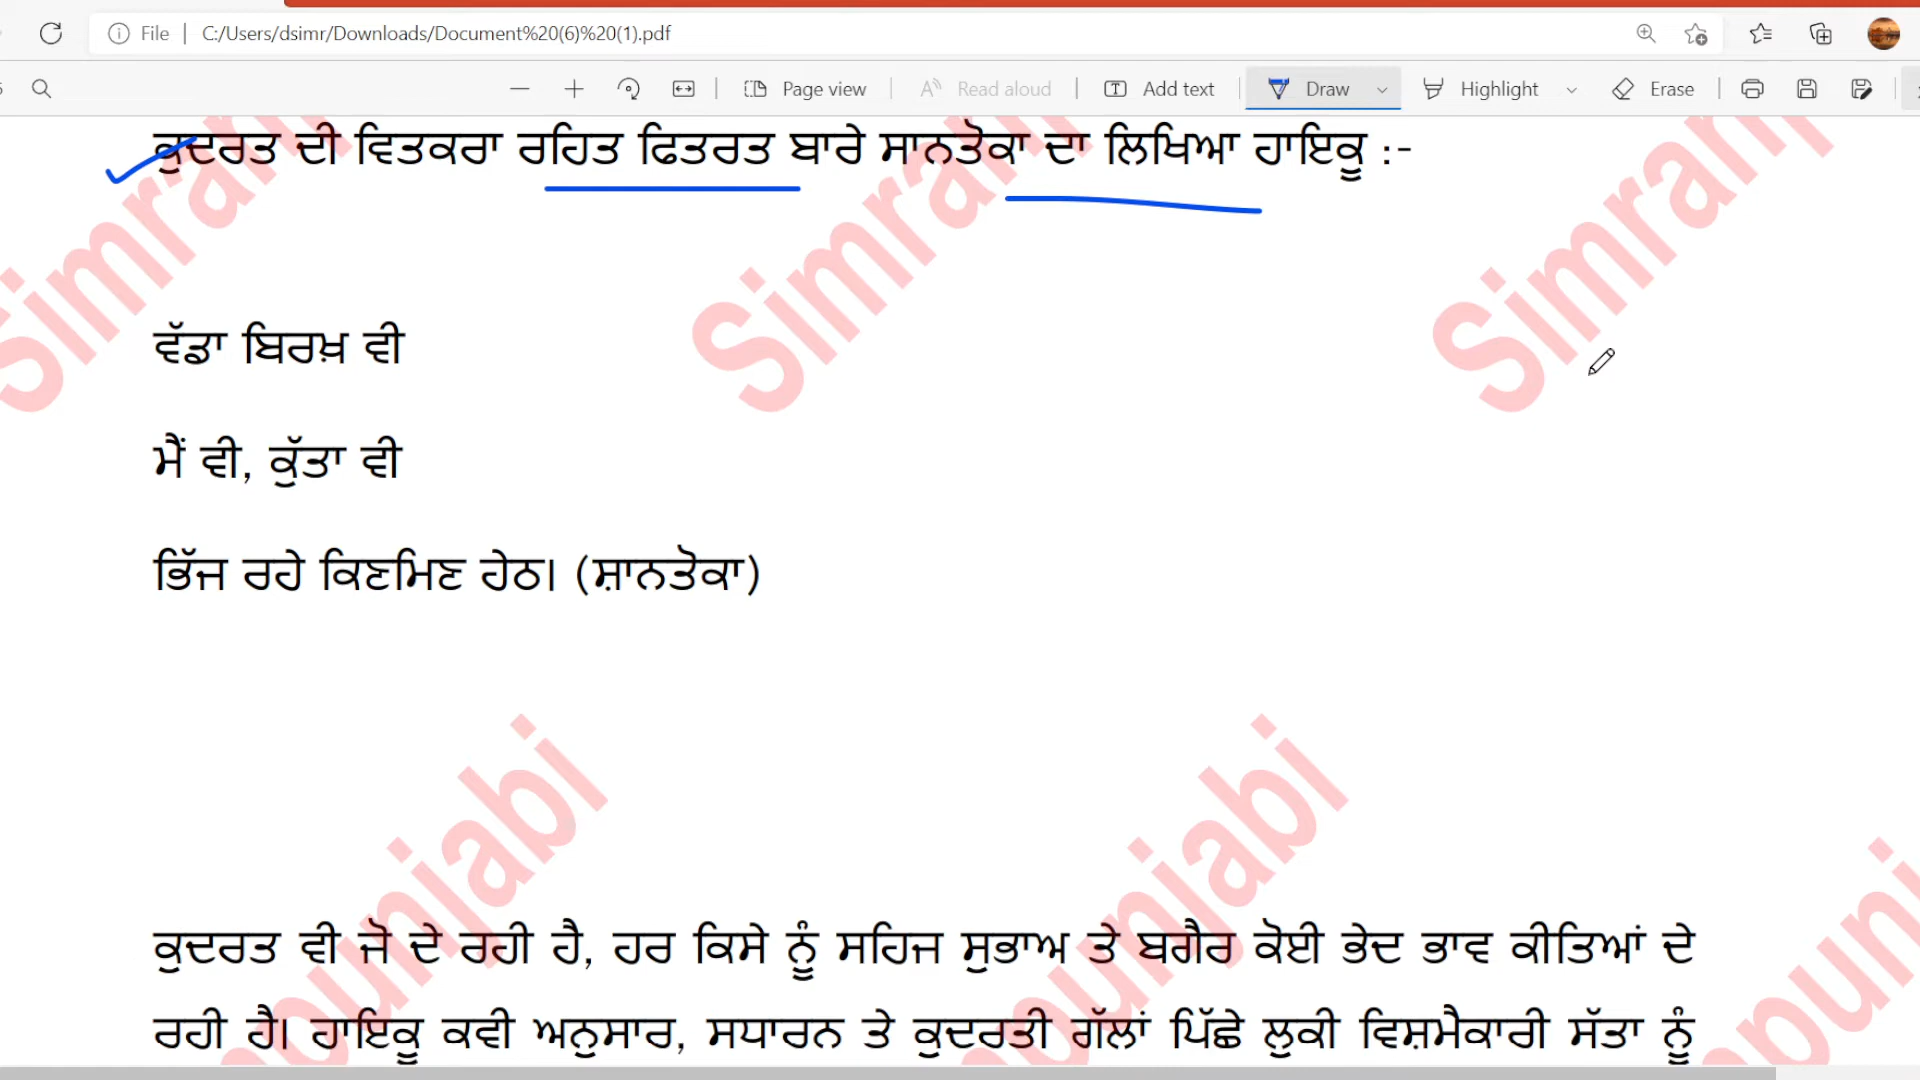 File | C:/Users/dsimr/Downloads/Document%20(6)%20(1).pdf
Page view Read aloud Add text Draw Highlight Erase
ਕੁਦਰਤ ਦੀ ਵਿਤਕਰਾ ਰਹਿਤ ਫਿਤਰਤ ਬਾਰੇ ਸਾਨਤੋਕਾ ਦਾ ਲਿਖਿਆ ਹਾਇਕੂ :-
ਵੱਡਾ ਬਿਰਖ਼ ਵੀ
ਮੈਂ ਵੀ, ਕੁੱਤਾ ਵੀ
ਭਿੱਜ ਰਹੇ ਕਿਣਮਿਣ ਹੇਠ। (ਸ਼ਾਨਤੋਕਾ)
ਕੁਦਰਤ ਵੀ ਜੋ ਦੇ ਰਹੀ ਹੈ, ਹਰ ਕਿਸੇ ਨੂੰ ਸਹਿਜ ਸੁਭਾਅ ਤੇ ਬਗੈਰ ਕੋਈ ਭੇਦ ਭਾਵ ਕੀਤਿਆਂ ਦੇ
ਰਹੀ ਹੈ। ਹਾਇਕੂ ਕਵੀ ਅਨੁਸਾਰ, ਸਧਾਰਨ ਤੇ ਕੁਦਰਤੀ ਗੱਲਾਂ ਪਿੱਛੇ ਲੁਕੀ ਵਿਸ਼ਮੈਕਾਰੀ ਸੱਤਾ ਨੂੰ